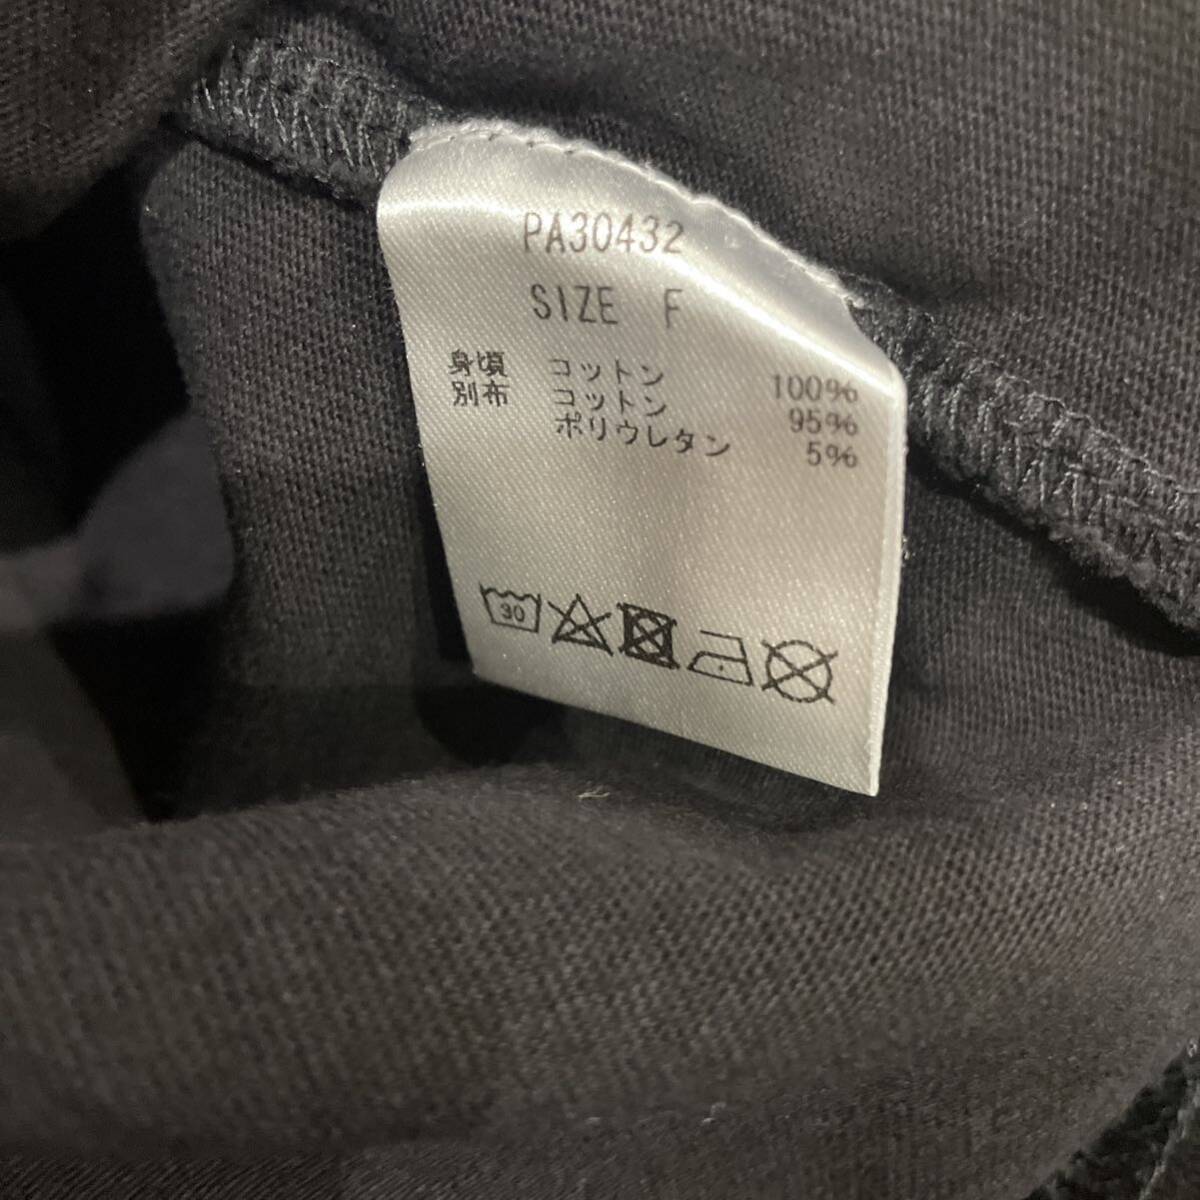 PA30432
SIZE F
身頃 コットン 100%
別布 コットン 95%
ポリウレタン 5%
30